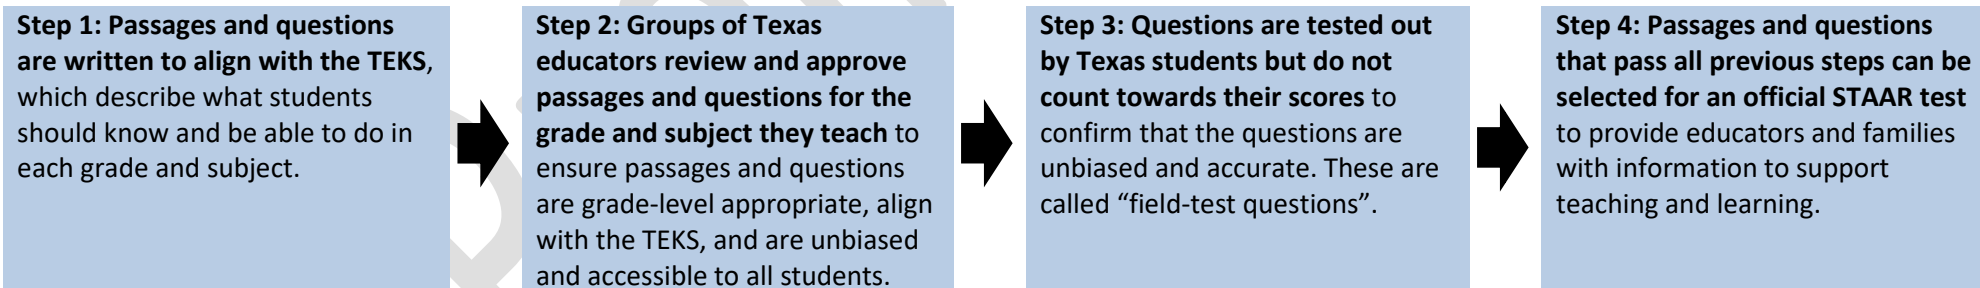 Step 1: Passages and questions
are written to align with the TEKS,
which describe what students
should know and be able to do in
each grade and subject.
Step 2: Groups of Texas
educators review and approve
passages and questions for the
grade and subject they teach to
ensure passages and questions
are grade-level appropriate, align
with the TEKS, and are unbiased
and accessible to all students.
Step 3: Questions are tested out
by Texas students but do not
count towards their scores to
confirm that the questions are
unbiased and accurate. These are
called “field-test questions”.
Step 4: Passages and questions
that pass all previous steps can be
selected for an official STAAR test
to provide educators and families
with information to support
teaching and learning.